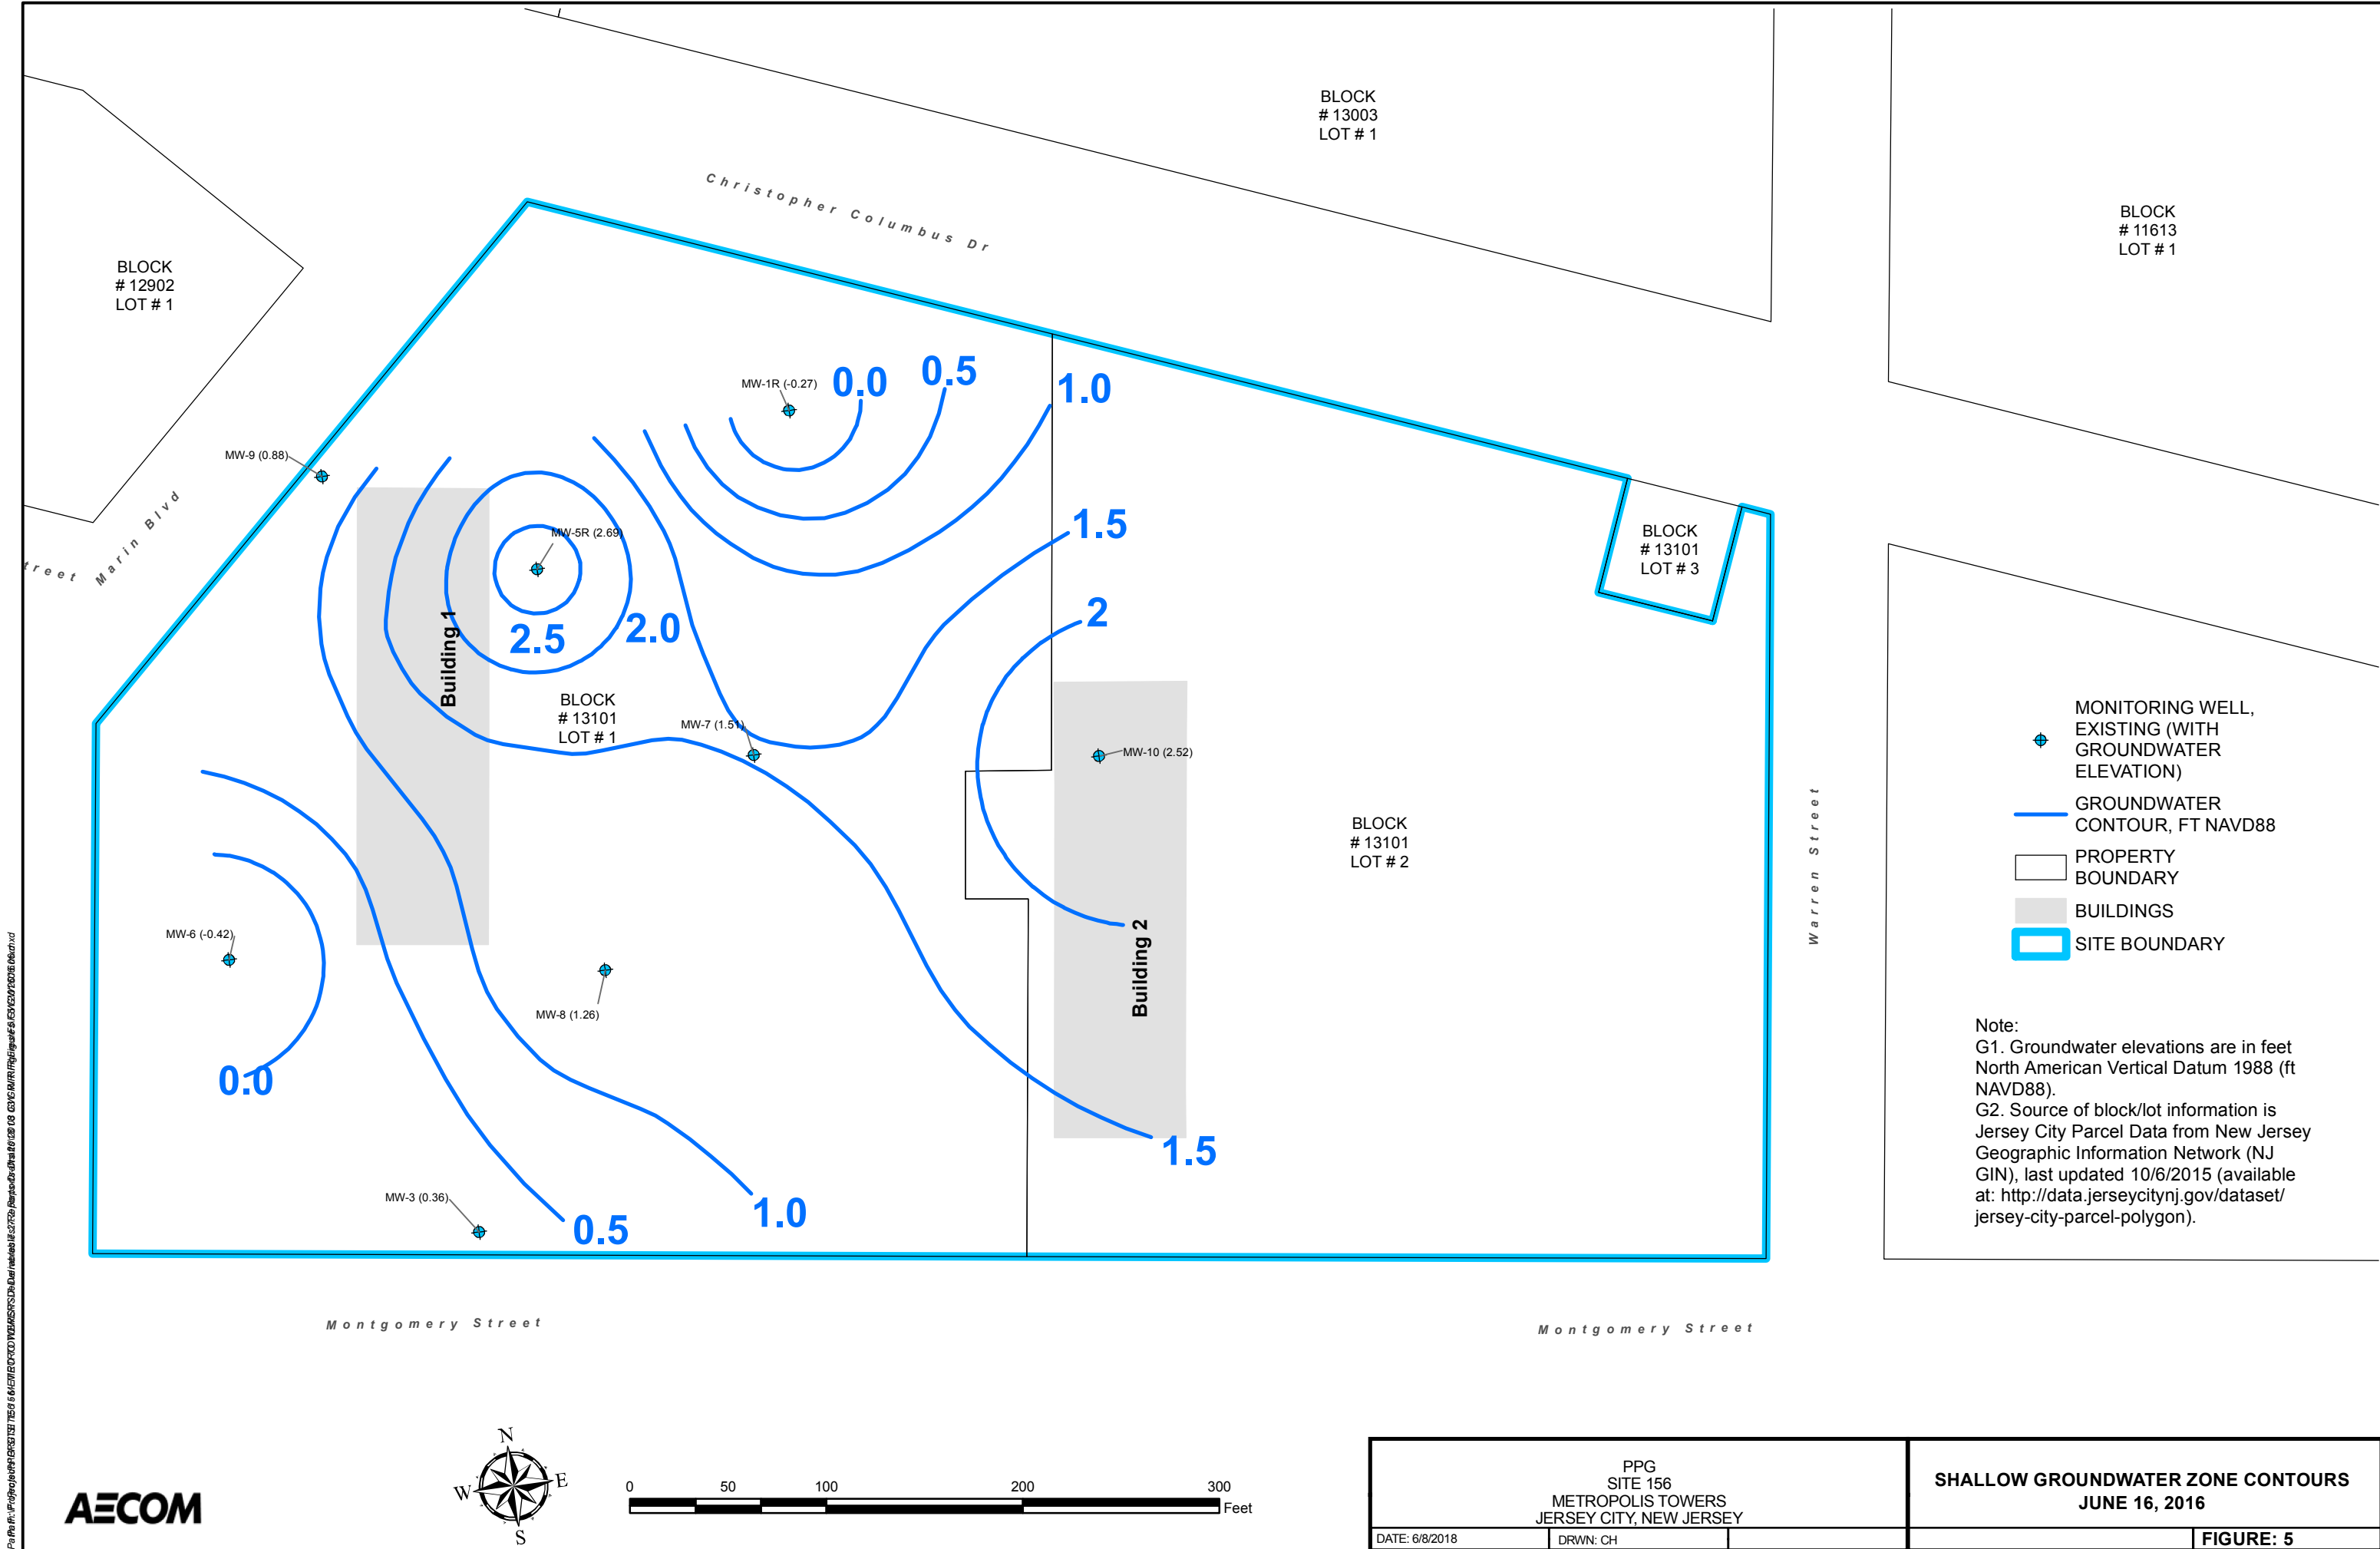 BLOCK
# 13003
LOT # 1
BLOCK
# 11613
LOT # 1
BLOCK
# 12902
LOT # 1
Christopher Columbus Dr
Marin Blvd
treet
MW-1R (-0.27)
0.0
0.5
1.0
MW-9 (0.88)
MW-5R (2.69)
1.5
BLOCK
# 13101
LOT # 3
2
2.5
2.0
Building 1
BLOCK
# 13101
LOT # 1
MW-7 (1.51)
MW-10 (2.52)
BLOCK
# 13101
LOT # 2
Warren Street
MW-6 (-0.42)
MW-8 (1.26)
Building 2
0.0
1.5
MW-3 (0.36)
0.5
1.0
Montgomery Street
Montgomery Street
MONITORING WELL,
EXISTING (WITH
GROUNDWATER
ELEVATION)
GROUNDWATER
CONTOUR, FT NAVD88
PROPERTY
BOUNDARY
BUILDINGS
SITE BOUNDARY
Note:
G1. Groundwater elevations are in feet
North American Vertical Datum 1988 (ft
NAVD88).
G2. Source of block/lot information is
Jersey City Parcel Data from New Jersey
Geographic Information Network (NJ
GIN), last updated 10/6/2015 (available
at: http://data.jerseycitynj.gov/dataset/
jersey-city-parcel-polygon).
AECOM
N
W
E
S
0 50 100 200 300
Feet
PPG
SITE 156
METROPOLIS TOWERS
JERSEY CITY, NEW JERSEY
DATE: 6/8/2018
DRWN: CH
SHALLOW GROUNDWATER ZONE CONTOURS
JUNE 16, 2016
FIGURE: 5